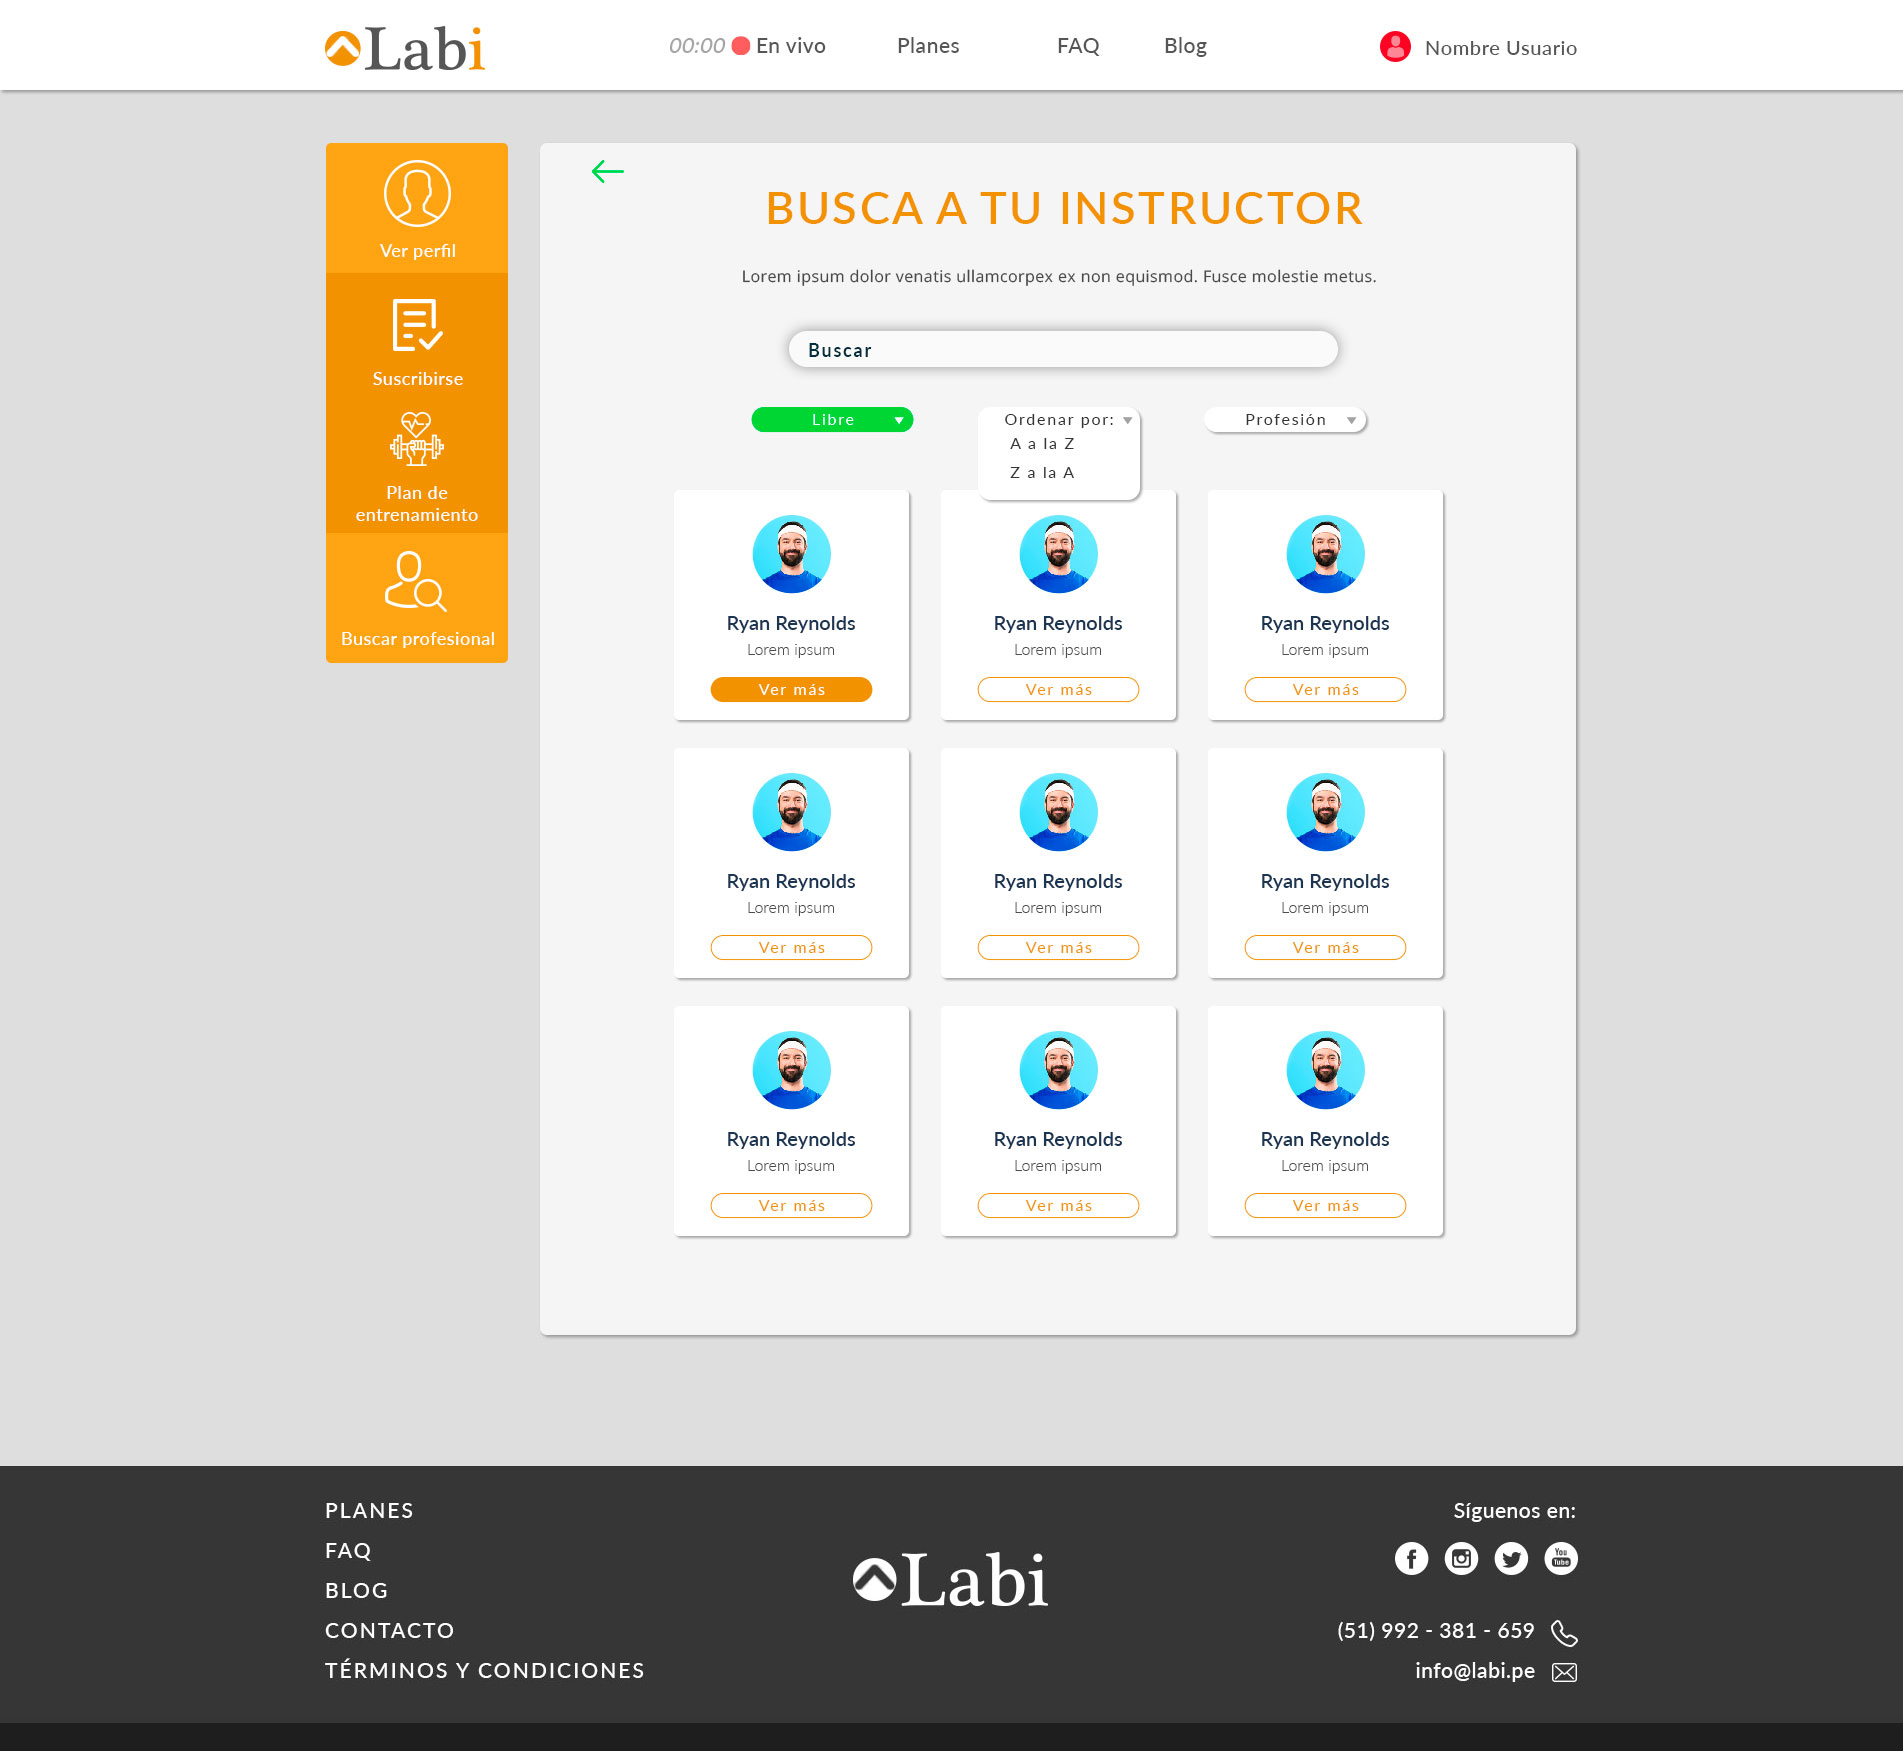 Labi
00:00 En vivo
Planes
FAQ
Blog
Nombre Usuario
Ver perfil
Suscribirse
Plan de
entrenamiento
Buscar profesional
BUSCA A TU INSTRUCTOR
Lorem ipsum dolor venatis ullamcorpex ex non equismod. Fusce molestie metus.
Buscar
Libre
Ordenar por:
A a la Z
Z a la A
Profesión
Ryan Reynolds
Lorem ipsum
Ver más
Ryan Reynolds
Lorem ipsum
Ver más
Ryan Reynolds
Lorem ipsum
Ver más
Ryan Reynolds
Lorem ipsum
Ver más
Ryan Reynolds
Lorem ipsum
Ver más
Ryan Reynolds
Lorem ipsum
Ver más
Ryan Reynolds
Lorem ipsum
Ver más
Ryan Reynolds
Lorem ipsum
Ver más
Ryan Reynolds
Lorem ipsum
Ver más
PLANES
FAQ
BLOG
CONTACTO
TÉRMINOS Y CONDICIONES
Labi
Síguenos en:
f
You
Tube
(51) 992 - 381 - 659
info@labi.pe